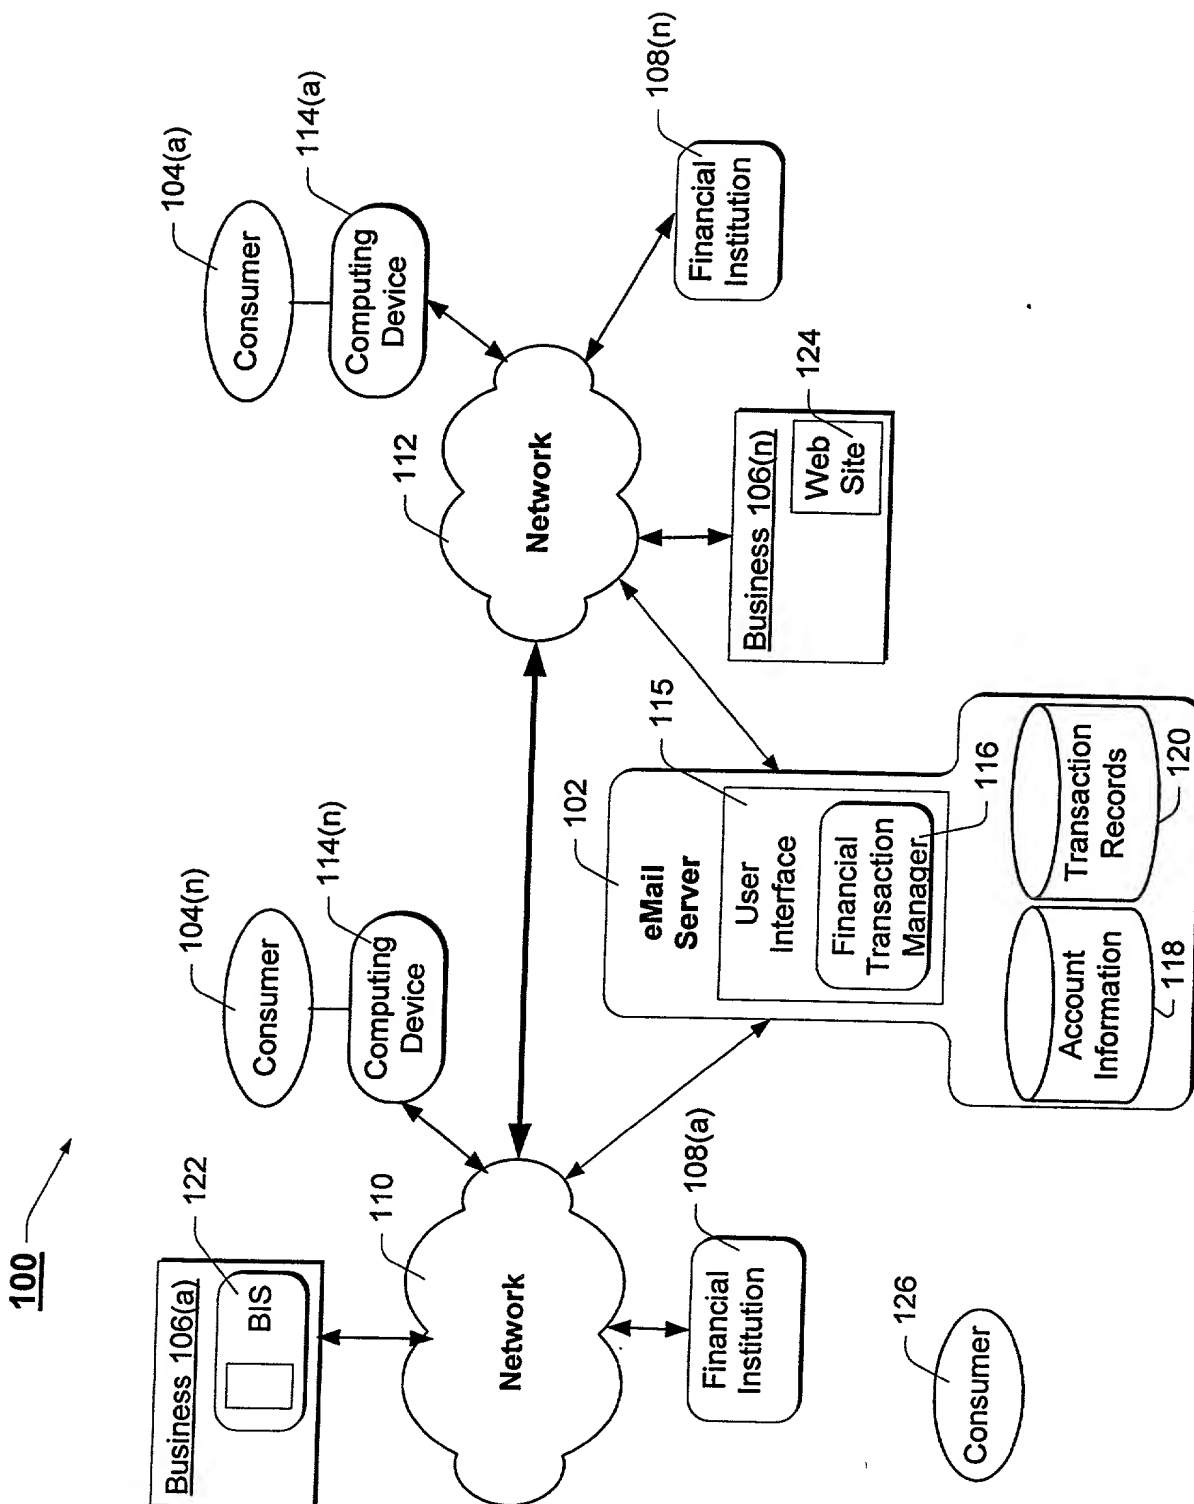 100
Business 106(a)
BIS
122
Consumer
104(n)
Computing
Device
114(n)
Consumer
104(a)
Computing
Device
114(a)
Network
110
Network
112
Financial
Institution
108(a)
Financial
Institution
108(n)
Business 106(n)
Web
Site
124
eMail
Server
102
User
Interface
115
Financial
Transaction
Manager
116
Account
Information
118
Transaction
Records
120
Consumer
126